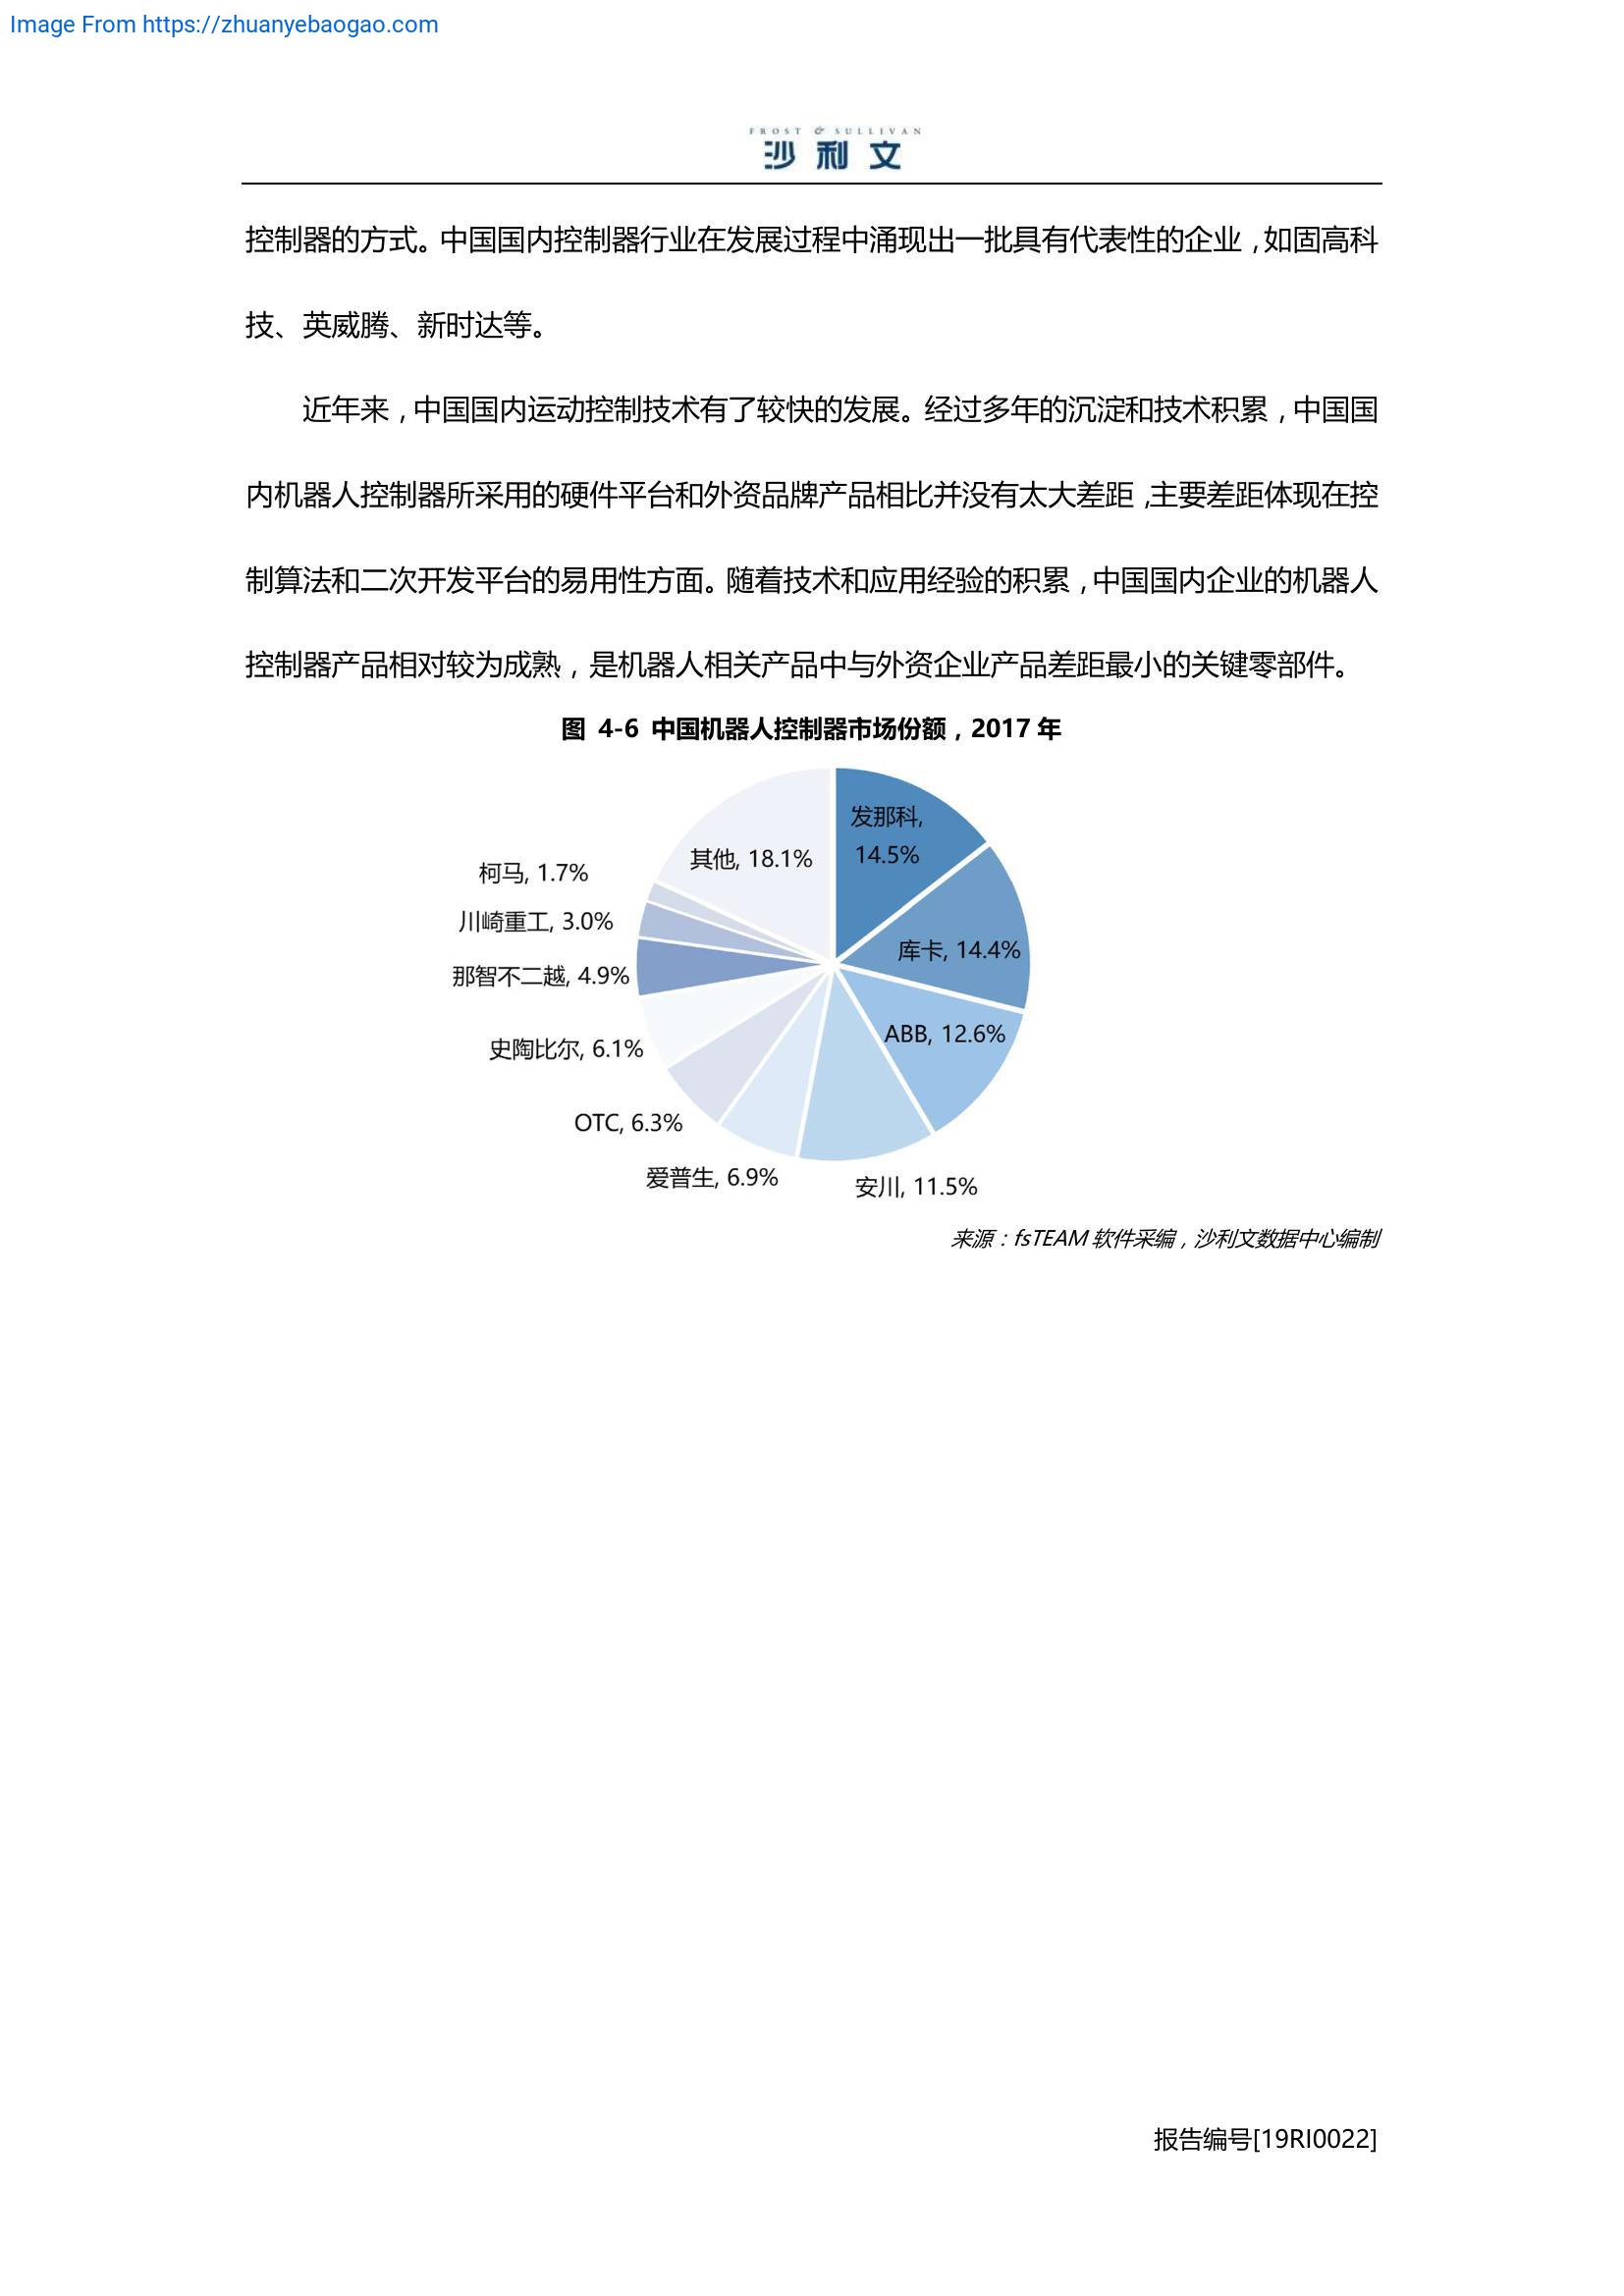 Image From https://zhuanyebaogao.com
FROST & SULLIVAN
沙利文
控制器的方式。中国国内控制器行业在发展过程中涌现出一批具有代表性的企业，如固高科
技、英威腾、新时达等。
近年来，中国国内运动控制技术有了较快的发展。经过多年的沉淀和技术积累，中国国
内机器人控制器所采用的硬件平台和外资品牌产品相比并没有太大差距，主要差距体现在控
制算法和二次开发平台的易用性方面。随着技术和应用经验的积累，中国国内企业的机器人
控制器产品相对较为成熟，是机器人相关产品中与外资企业产品差距最小的关键零部件。
图 4-6 中国机器人控制器市场份额，2017 年
发那科,
14.5%
库卡, 14.4%
ABB, 12.6%
安川, 11.5%
爱普生, 6.9%
OTC, 6.3%
史陶比尔, 6.1%
那智不二越, 4.9%
川崎重工, 3.0%
柯马, 1.7%
其他, 18.1%
来源：fsTEAM 软件采编，沙利文数据中心编制
报告编号[19RI0022]